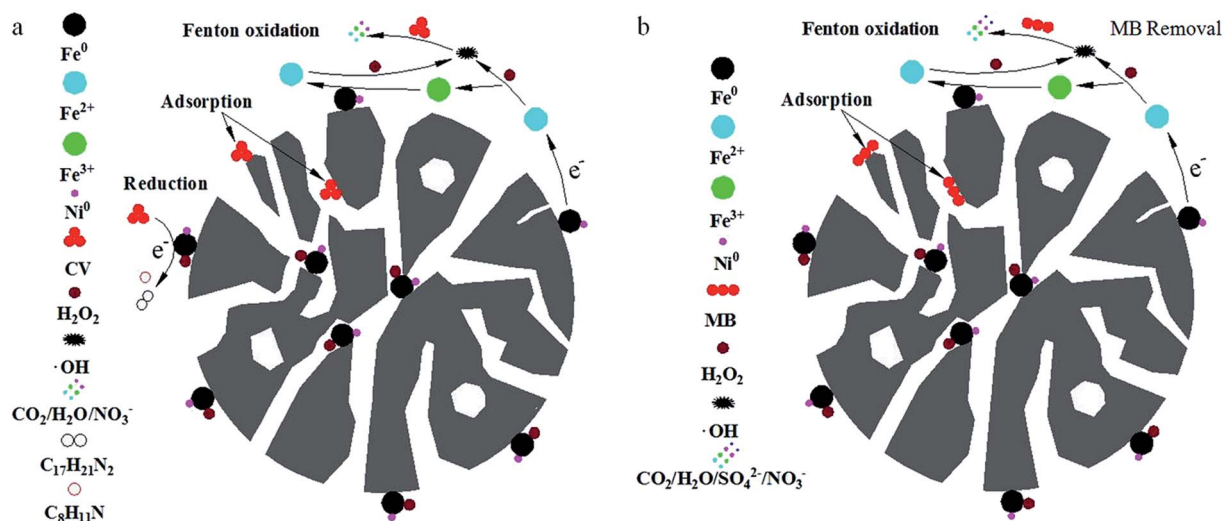 a
Fe⁰
Fe²⁺
Fe³⁺
Ni⁰
CV
H₂O₂
·OH
CO₂/H₂O/NO₃⁻
C₁₇H₂₁N₂
C₈H₁₁N
Fenton oxidation
Adsorption
Reduction
e⁻
e⁻
b
Fe⁰
Fe²⁺
Fe³⁺
Ni⁰
MB
H₂O₂
·OH
CO₂/H₂O/SO₄²⁻/NO₃⁻
Fenton oxidation
MB Removal
Adsorption
e⁻